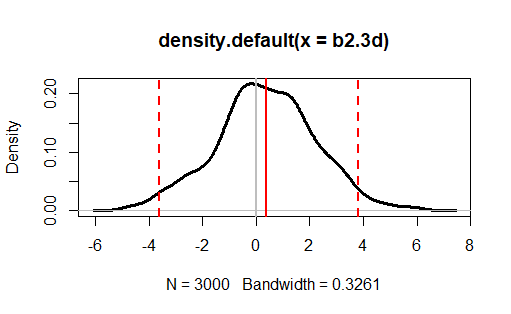 density.default(x = b2.3d)
Density
0.00 0.10 0.20
-6 -4 -2 0 2 4 6 8
N = 3000 Bandwidth = 0.3261